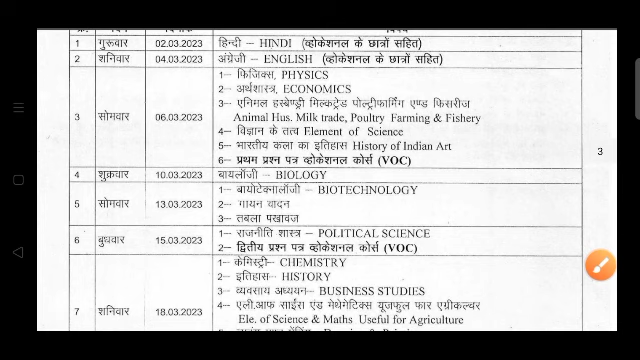 1 गुरूवार 02.03.2023 हिन्दी – HINDI (व्होकेशनल के छात्रों सहित)
2 शनिवार 04.03.2023 अंग्रेजी – ENGLISH (व्होकेशनल के छात्रों सहित)
3 सोमवार 06.03.2023 1– फिजिक्स, PHYSICS
2– अर्थशास्त्र, ECONOMICS
3– एनिमल हस्बेण्ड्री मिल्कट्रेड पोल्ट्रीफार्मिंग एण्ड फिसरीज
Animal Hus. Milk trade, Poultry Farming & Fishery
4– विज्ञान के तत्व Element of Science
5– भारतीय कला का इतिहास History of Indian Art
6– प्रथम प्रश्न पत्र व्होकेशनल कोर्स (VOC)
4 शुक्रवार 10.03.2023 बायलॉजी – BIOLOGY
5 सोमवार 13.03.2023 1– बायोटेक्नालॉजी – BIOTECHNOLOGY
2– गायन वादन
3– तबला पखावज
6 बुधवार 15.03.2023 1– राजनीति शास्त्र – POLITICAL SCIENCE
2– द्वितीय प्रश्न पत्र व्होकेशनल कोर्स (VOC)
7 शनिवार 18.03.2023 1– केमिस्ट्री– CHEMISTRY
2– इतिहास – HISTORY
3– व्यवसाय अध्ययन – BUSINESS STUDIES
4– एली.आफ साईंस एंड मेथेमेटिक्स यूजफुल फार एग्रीकल्चर
Ele. of Science & Maths Useful for Agriculture
3